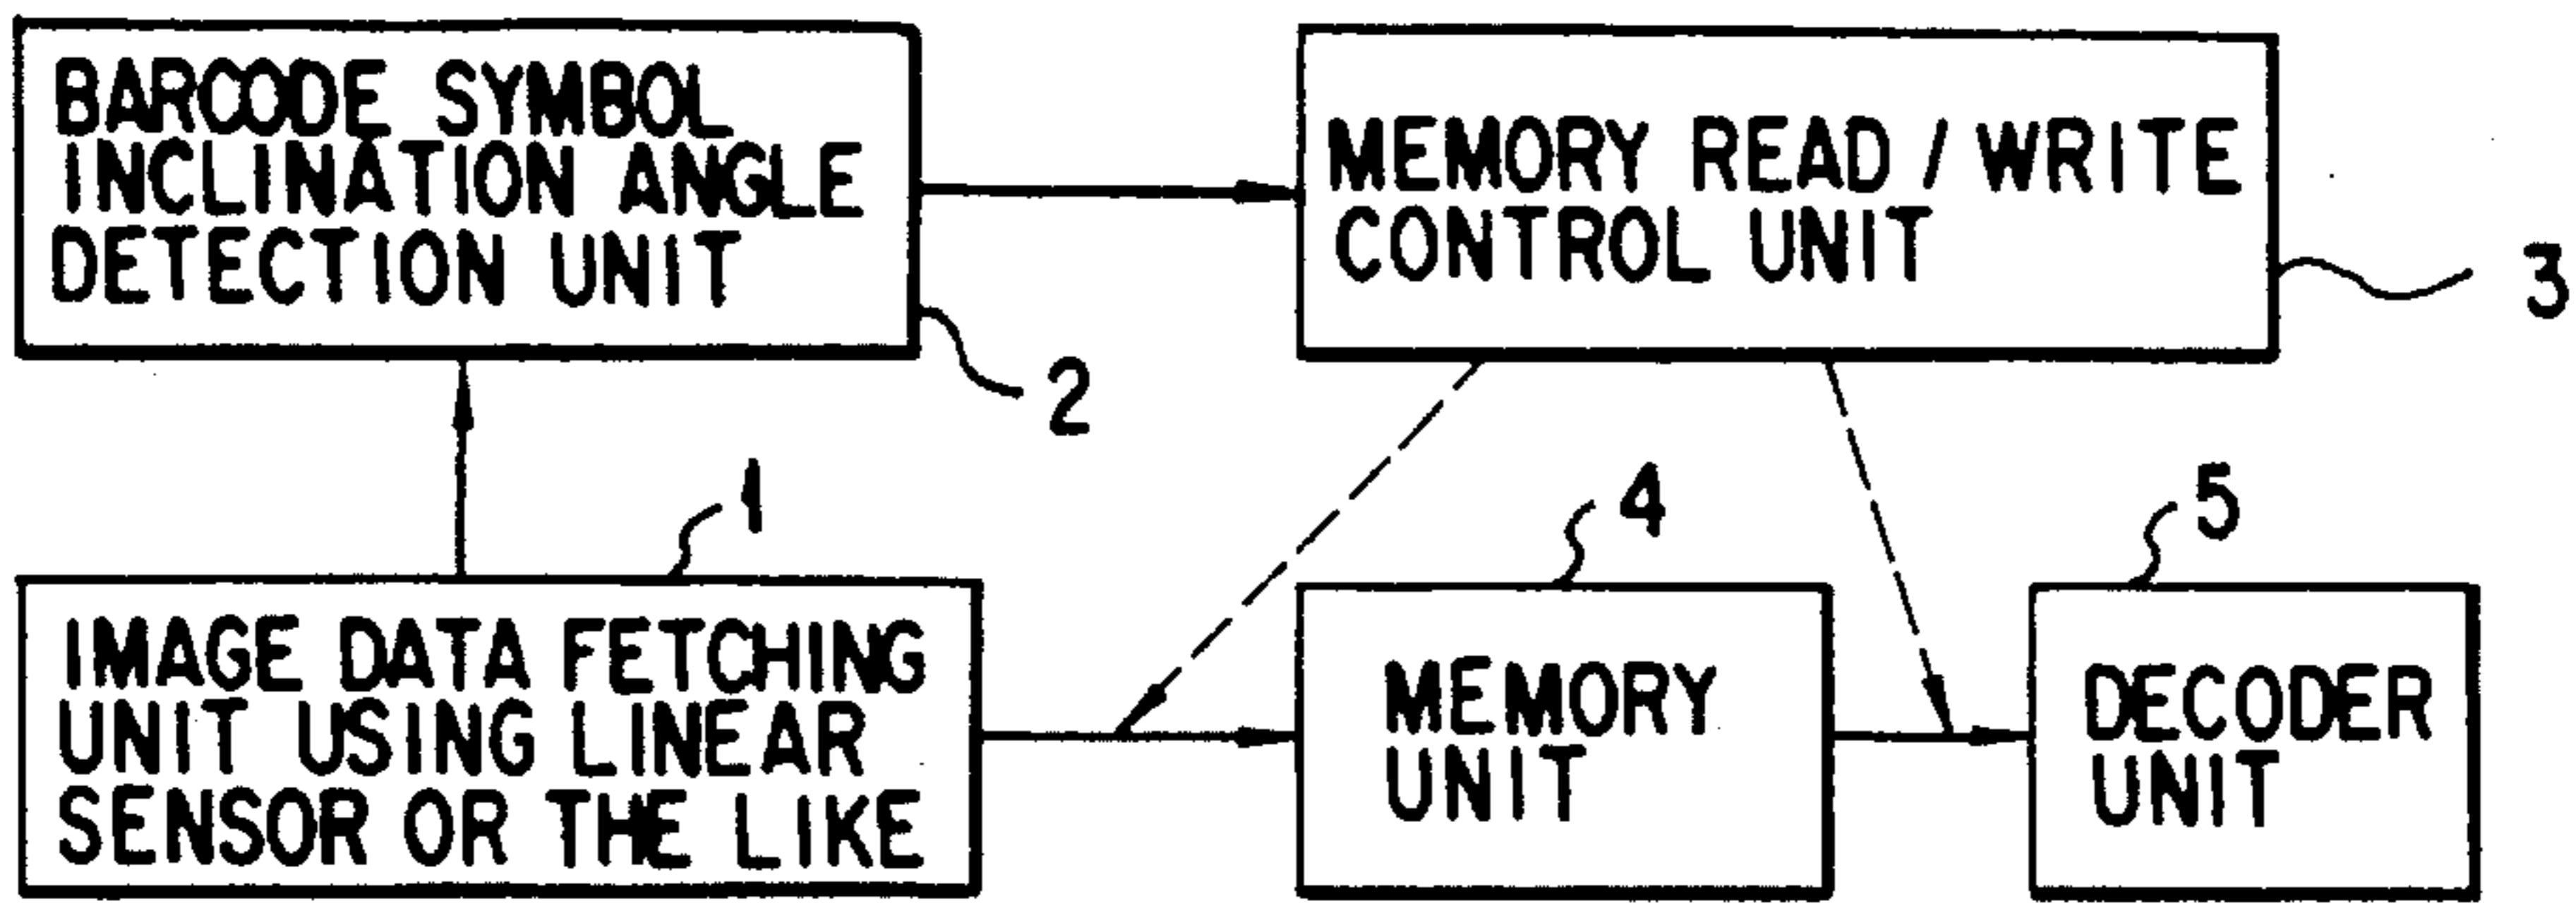 BARCODE SYMBOL
INCLINATION ANGLE
DETECTION UNIT
2
MEMORY READ / WRITE
CONTROL UNIT
3
1
IMAGE DATA FETCHING
UNIT USING LINEAR
SENSOR OR THE LIKE
4
MEMORY
UNIT
5
DECODER
UNIT